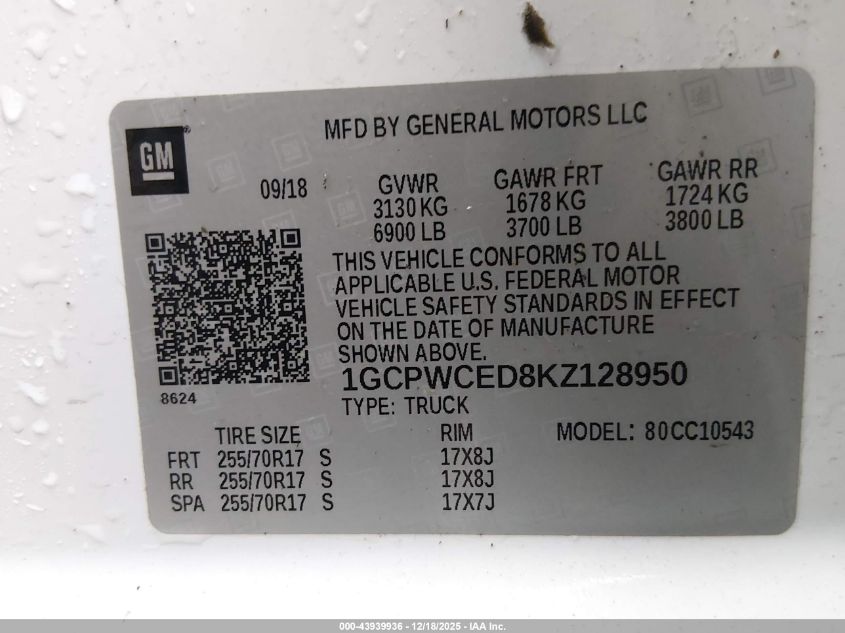 MFD BY GENERAL MOTORS LLC
GM
®
09/18
GVWR GAWR FRT GAWR RR
3130 KG 1678 KG 1724 KG
6900 LB 3700 LB 3800 LB
THIS VEHICLE CONFORMS TO ALL
APPLICABLE U.S. FEDERAL MOTOR
VEHICLE SAFETY STANDARDS IN EFFECT
ON THE DATE OF MANUFACTURE
SHOWN ABOVE.
1GCPWCED8KZ128950
8624
TYPE: TRUCK
TIRE SIZE RIM MODEL: 80CC10543
FRT 255/70R17 S 17X8J
RR 255/70R17 S 17X8J
SPA 255/70R17 S 17X7J
000-43939936 - 12/18/2025 - IAA Inc.